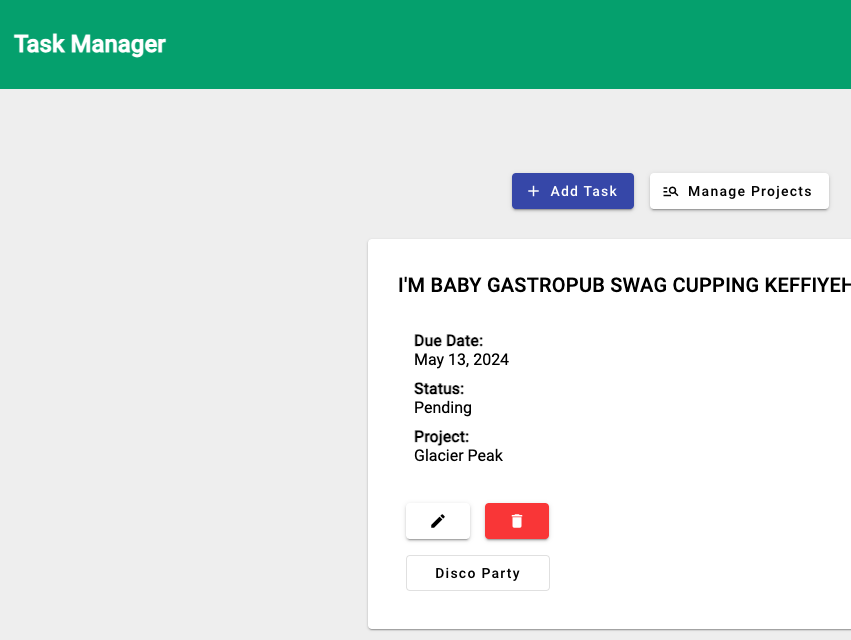 Task Manager
Add Task
Manage Projects
I'M BABY GASTROPUB SWAG CUPPING KEFFIYEH
Due Date:
May 13, 2024
Status:
Pending
Project:
Glacier Peak
Disco Party